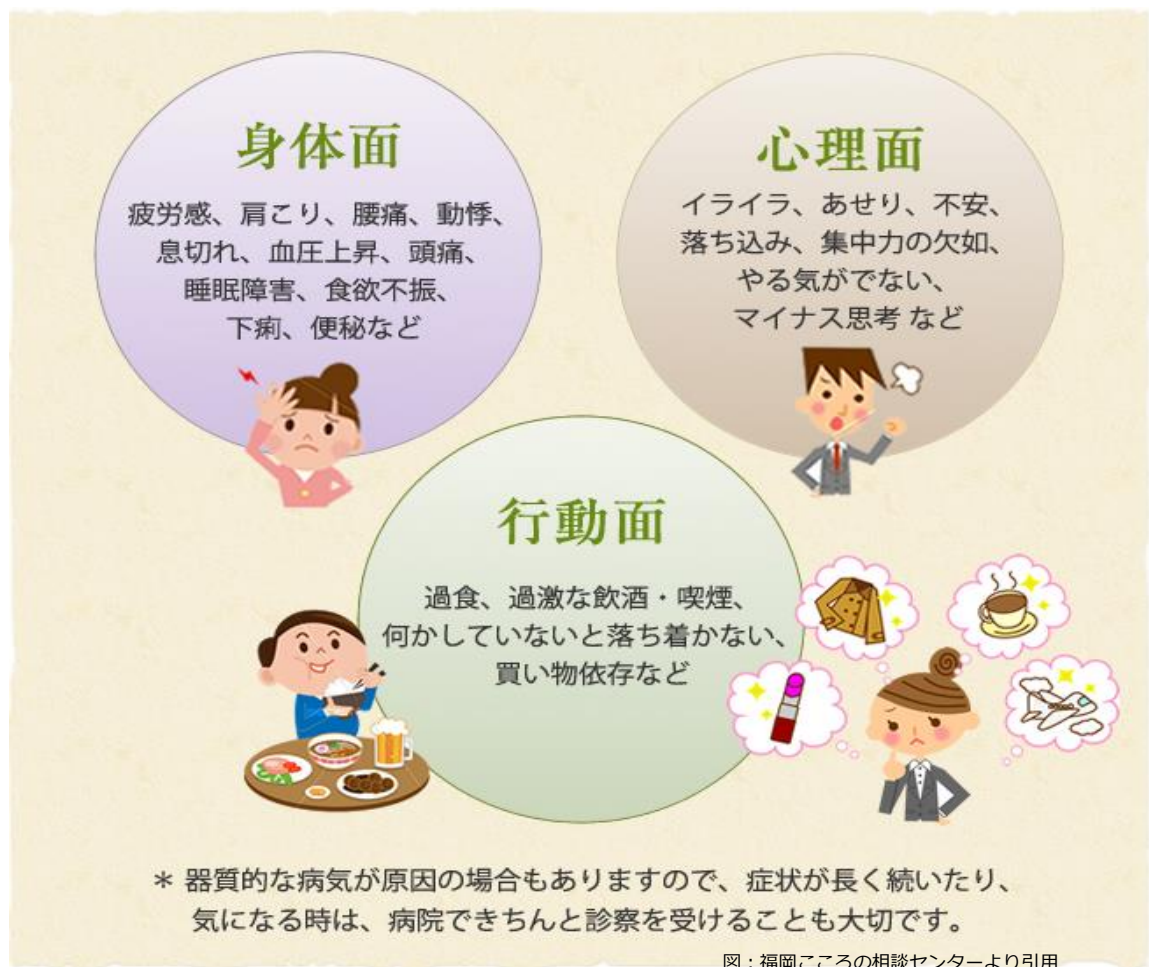 身体面
疲労感、肩こり、腰痛、動悸、
息切れ、血圧上昇、頭痛、
睡眠障害、食欲不振、
下痢、便秘など
心理面
イライラ、あせり、不安、
落ち込み、集中力の欠如、
やる気がでない、
マイナス思考 など
行動面
過食、過激な飲酒・喫煙、
何かしていないと落ち着かない、
買い物依存など
＊ 器質的な病気が原因の場合もありますので、症状が長く続いたり、
気になる時は、病院できちんと診察を受けることも大切です。
図：福岡こころの相談センターより引用